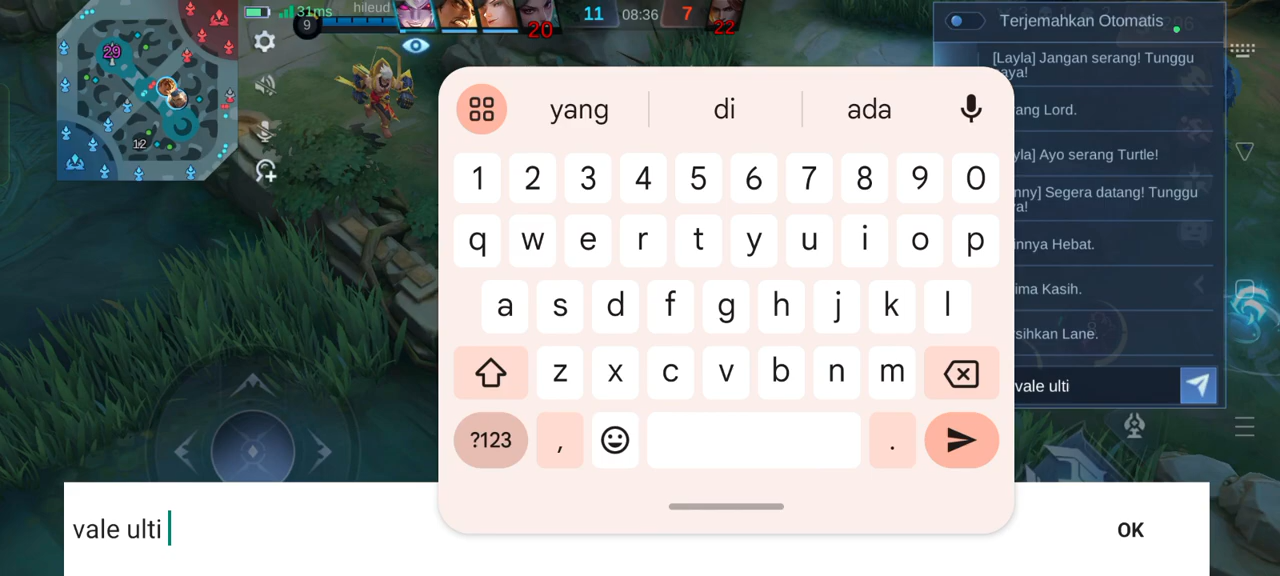 31ms
hileud
9
20
11
08:36
7
22
29
12
Terjemahkan Otomatis
[Layla] Jangan serang! Tunggu
aya!
ang Lord.
yla] Ayo serang Turtle!
nny] Segera datang! Tunggu
a!
nnya Hebat.
ima Kasih.
sihkan Lane.
vale ulti
yang di ada
1 2 3 4 5 6 7 8 9 0
q w e r t y u i o p
a s d f g h j k l
z x c v b n m
?123 , .
vale ulti
OK